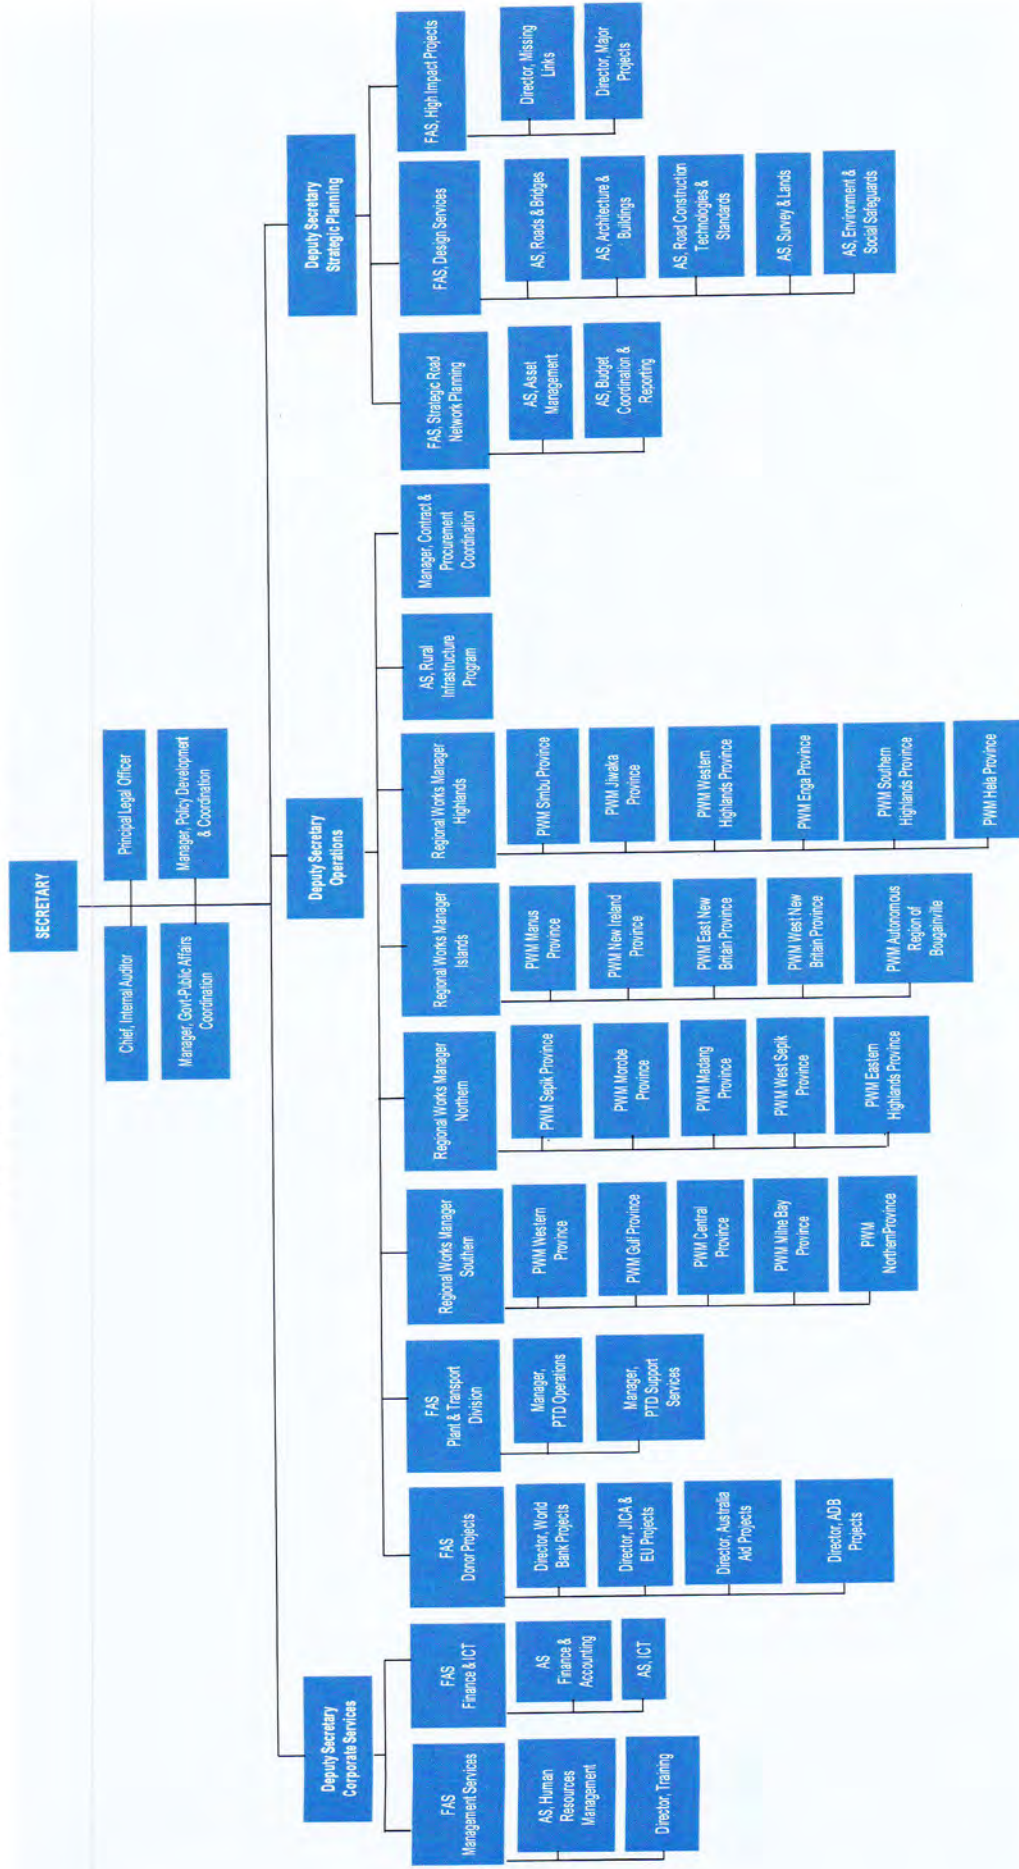 SECRETARY
Chief, Internal Auditor
Principal Legal Officer
Manager, Govt-Public Affairs
Coordination
Manager, Policy Development
& Coordination
Deputy Secretary
Corporate Services
FAS
Management Services
AS, Human
Resources
Management
Director, Training
FAS
Finance & ICT
AS
Finance &
Accounting
AS, ICT
Deputy Secretary
Operations
FAS
Donor Projects
Director, World
Bank Projects
Director, JICA &
EU Projects
Director, Australia
Aid Projects
Director, ADB
Projects
FAS
Plant & Transport
Division
Manager,
PTD Operations
Manager,
PTD Support
Services
Regional Works Manager
Southern
PWM Western
Province
PWM Gulf Province
PWM Central
Province
PWM Milne Bay
Province
PWM
NorthernProvince
Regional Works Manager
Northern
PWM Sepik Province
PWM Morobe
Province
PWM Madang
Province
PWM West Sepik
Province
PWM Eastern
Highlands Province
Regional Works Manager
Islands
PWM Manus
Province
PWM New Ireland
Province
PWM East New
Britain Province
PWM West New
Britain Province
PWM Autonomous
Region of
Bougainville
Regional Works Manager
Highlands
PWM Simbu Province
PWM Jiwaka
Province
PWM Western
Highlands Province
PWM Enga Province
PWM Southern
Highlands Province
PWM Hela Province
AS, Rural
Infrastructure
Program
Manager, Contract &
Procurement
Coordination
Deputy Secretary
Strategic Planning
FAS, Strategic Road
Network Planning
AS, Asset
Management
AS, Budget
Coordination &
Reporting
FAS, Design Services
AS, Roads & Bridges
AS, Architecture &
Buildings
AS, Road Construction
Technologies &
Standards
AS, Survey & Lands
AS, Environment &
Social Safeguards
FAS, High Impact Projects
Director, Missing
Links
Director, Major
Projects